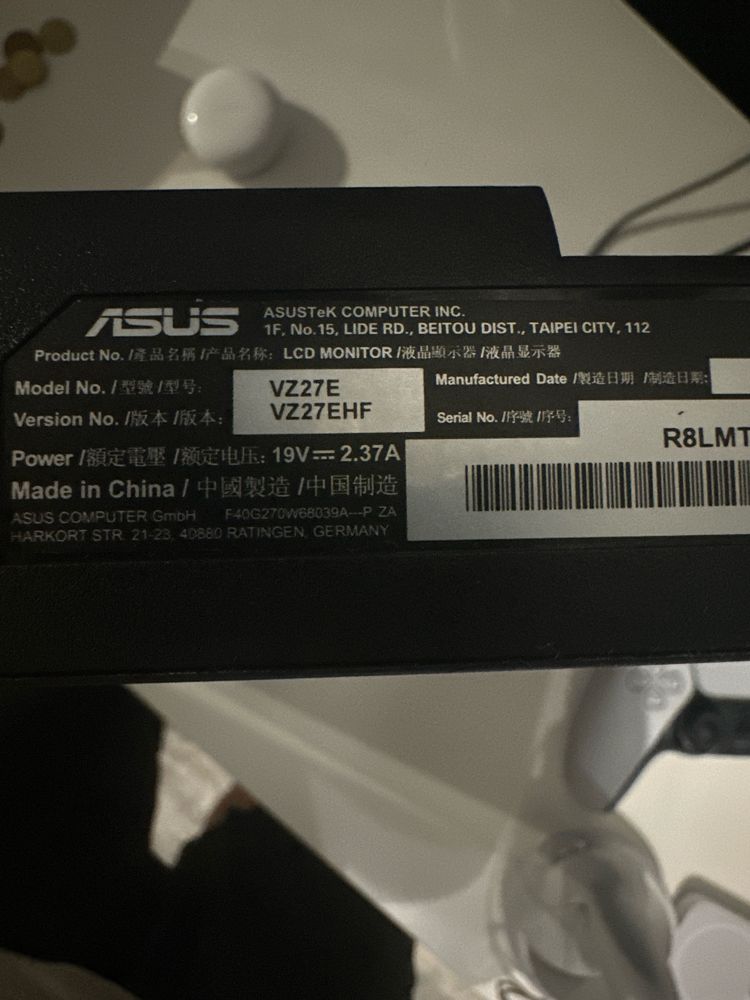 ASUS
ASUSTeK COMPUTER INC.
1F, No.15, LIDE RD., BEITOU DIST., TAIPEI CITY, 112
Product No. /產品名稱 /产品名称: LCD MONITOR /液晶顯示器 /液晶显示器
Model No. /型號 /型号: VZ27E
Version No. /版本 /版本: VZ27EHF
Manufactured Date /製造日期 /制造日期:
Serial No. /序號 /序号:
R8LMT
Power /額定電壓 /额定电压: 19V⎓2.37A
Made in China / 中國製造 /中国制造
ASUS COMPUTER GmbH F40G270W68039A---P ZA
HARKORT STR. 21-23, 40880 RATINGEN, GERMANY